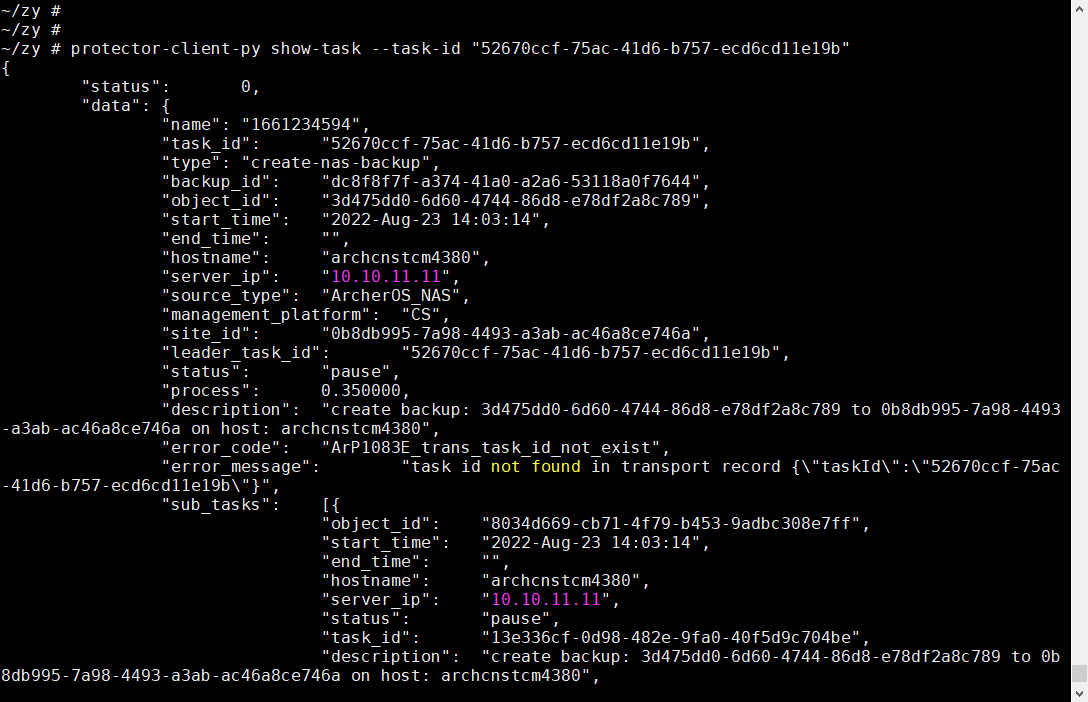 ~/zy #
~/zy #
~/zy # protector-client-py show-task --task-id "52670ccf-75ac-41d6-b757-ecd6cd11e19b"
{
        "status":       0,
        "data": {
                "name": "1661234594",
                "task_id":      "52670ccf-75ac-41d6-b757-ecd6cd11e19b",
                "type": "create-nas-backup",
                "backup_id":    "dc8f8f7f-a374-41a0-a2a6-53118a0f7644",
                "object_id":    "3d475dd0-6d60-4744-86d8-e78df2a8c789",
                "start_time":   "2022-Aug-23 14:03:14",
                "end_time":     "",
                "hostname":     "archcnstcm4380",
                "server_ip":    "10.10.11.11",
                "source_type":  "ArcherOS_NAS",
                "management_platform":  "CS",
                "site_id":      "0b8db995-7a98-4493-a3ab-ac46a8ce746a",
                "leader_task_id":       "52670ccf-75ac-41d6-b757-ecd6cd11e19b",
                "status":       "pause",
                "process":      0.350000,
                "description":  "create backup: 3d475dd0-6d60-4744-86d8-e78df2a8c789 to 0b8db995-7a98-4493
-a3ab-ac46a8ce746a on host: archcnstcm4380",
                "error_code":   "ArP1083E_trans_task_id_not_exist",
                "error_message":        "task id not found in transport record {\"taskId\":\"52670ccf-75ac
-41d6-b757-ecd6cd11e19b\"}",
                "sub_tasks":    [{
                                "object_id":    "8034d669-cb71-4f79-b453-9adbc308e7ff",
                                "start_time":   "2022-Aug-23 14:03:14",
                                "end_time":     "",
                                "hostname":     "archcnstcm4380",
                                "server_ip":    "10.10.11.11",
                                "status":       "pause",
                                "task_id":      "13e336cf-0d98-482e-9fa0-40f5d9c704be",
                                "description":  "create backup: 3d475dd0-6d60-4744-86d8-e78df2a8c789 to 0b
8db995-7a98-4493-a3ab-ac46a8ce746a on host: archcnstcm4380",